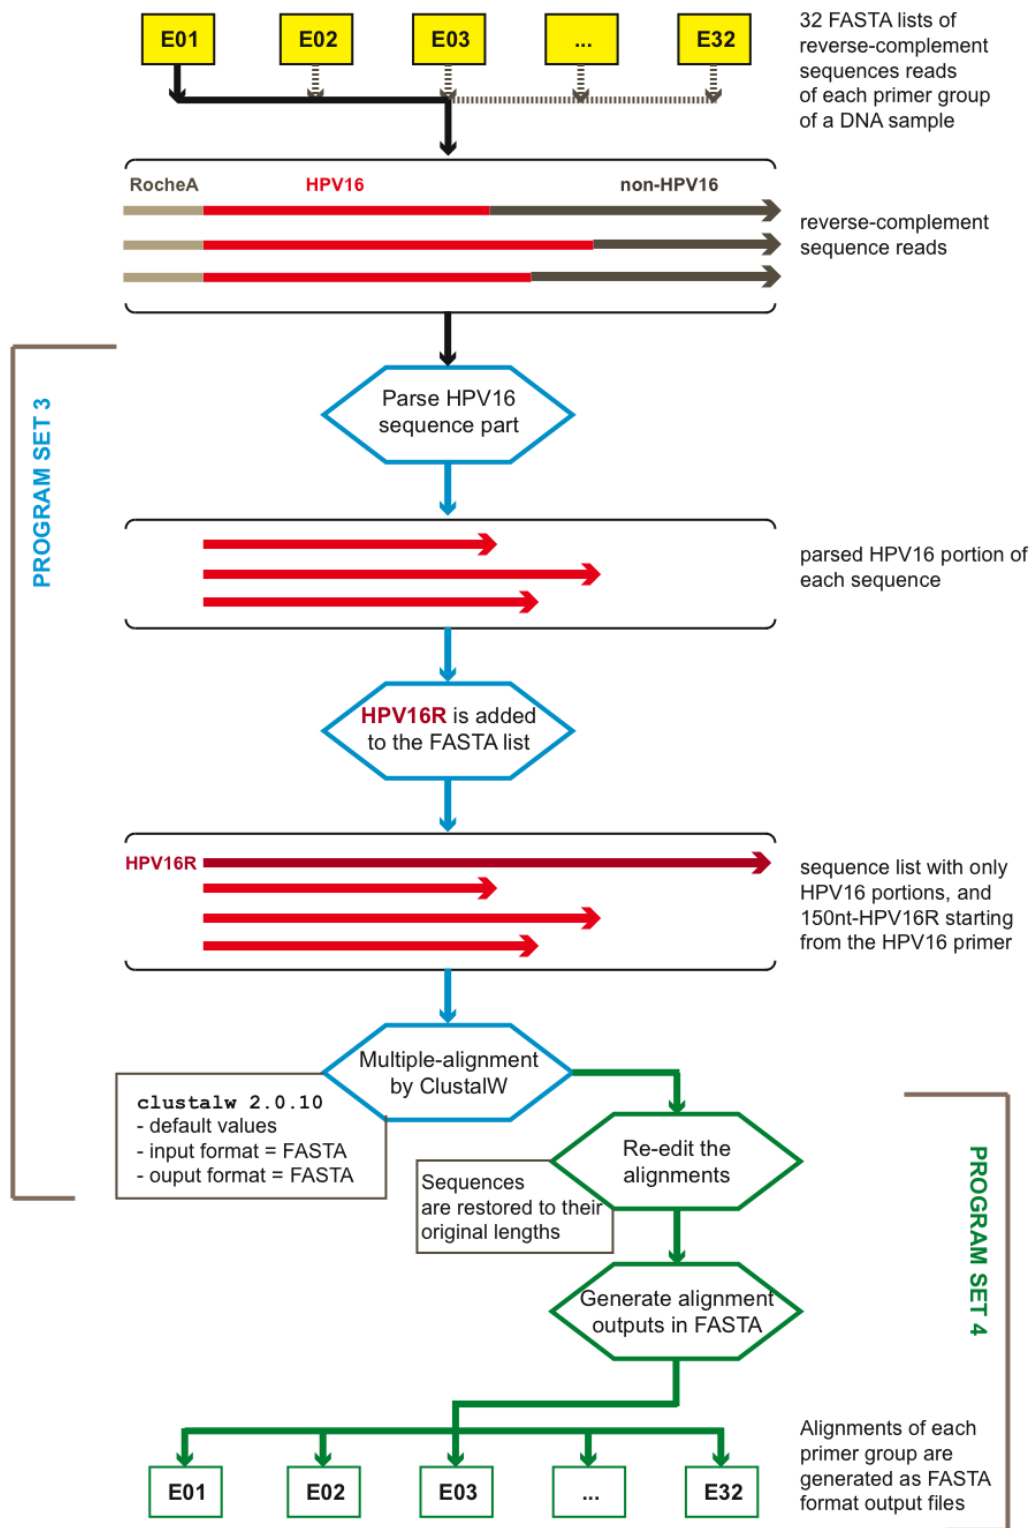 E01
E02
E03
...
E32
32 FASTA lists of
reverse-complement
sequences reads
of each primer group
of a DNA sample
RocheA
HPV16
non-HPV16
reverse-complement
sequence reads
PROGRAM SET 3
Parse HPV16
sequence part
parsed HPV16 portion of
each sequence
HPV16R is added
to the FASTA list
HPV16R
sequence list with only
HPV16 portions, and
150nt-HPV16R starting
from the HPV16 primer
Multiple-alignment
by ClustalW
clustalw 2.0.10
- default values
- input format = FASTA
- ouput format = FASTA
PROGRAM SET 4
Re-edit the
alignments
Sequences
are restored to their
original lengths
Generate alignment
outputs in FASTA
Alignments of each
primer group are
generated as FASTA
format output files
E01
E02
E03
...
E32